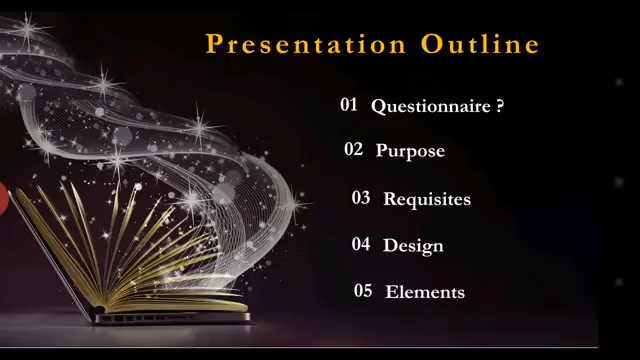 Presentation Outline
01 Questionnaire ?
02 Purpose
03 Requisites
04 Design
05 Elements